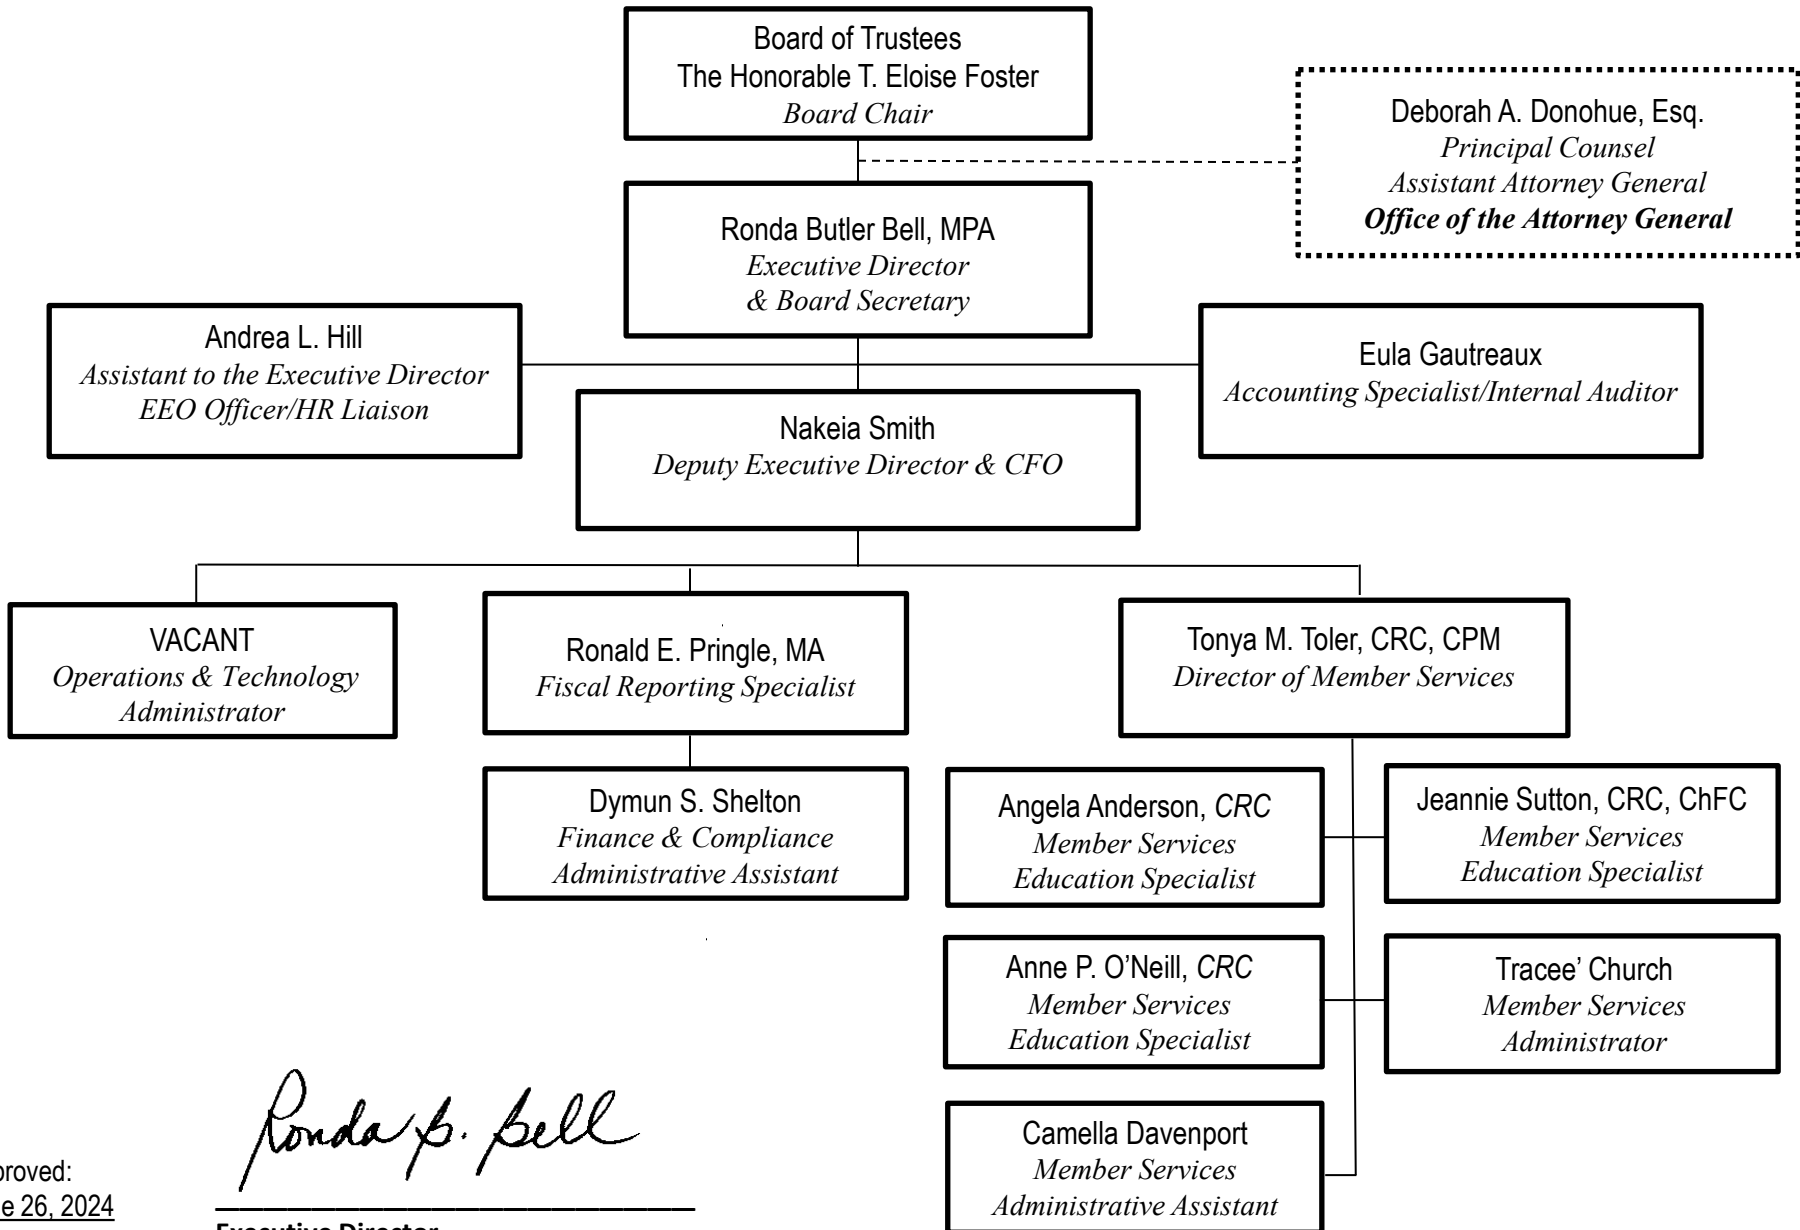 Board of Trustees
The Honorable T. Eloise Foster
Board Chair
Deborah A. Donohue, Esq.
Principal Counsel
Assistant Attorney General
Office of the Attorney General
Ronda Butler Bell, MPA
Executive Director
& Board Secretary
Andrea L. Hill
Assistant to the Executive Director
EEO Officer/HR Liaison
Eula Gautreaux
Accounting Specialist/Internal Auditor
Nakeia Smith
Deputy Executive Director & CFO
VACANT
Operations & Technology
Administrator
Ronald E. Pringle, MA
Fiscal Reporting Specialist
Tonya M. Toler, CRC, CPM
Director of Member Services
Dymun S. Shelton
Finance & Compliance
Administrative Assistant
Angela Anderson, CRC
Member Services
Education Specialist
Jeannie Sutton, CRC, ChFC
Member Services
Education Specialist
Anne P. O’Neill, CRC
Member Services
Education Specialist
Tracee’ Church
Member Services
Administrator
Camella Davenport
Member Services
Administrative Assistant
Ronda B. Bell
proved:
e 26, 2024
Executive Director